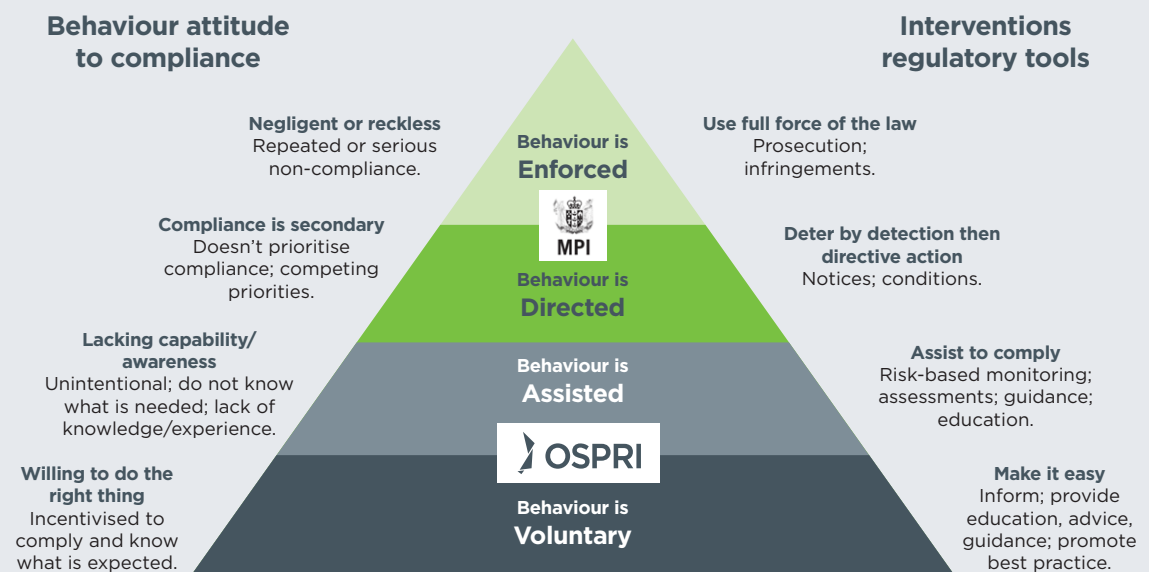 Behaviour attitude
to compliance
Interventions
regulatory tools
Negligent or reckless
Repeated or serious
non-compliance.
Behaviour is
Enforced
Use full force of the law
Prosecution;
infringements.
MPI
Compliance is secondary
Doesn’t prioritise
compliance; competing
priorities.
Behaviour is
Directed
Deter by detection then
directive action
Notices; conditions.
Lacking capability/
awareness
Unintentional; do not know
what is needed; lack of
knowledge/experience.
Behaviour is
Assisted
Assist to comply
Risk-based monitoring;
assessments; guidance;
education.
OSPRI
Willing to do the
right thing
Incentivised to
comply and know
what is expected.
Behaviour is
Voluntary
Make it easy
Inform; provide
education, advice,
guidance; promote
best practice.